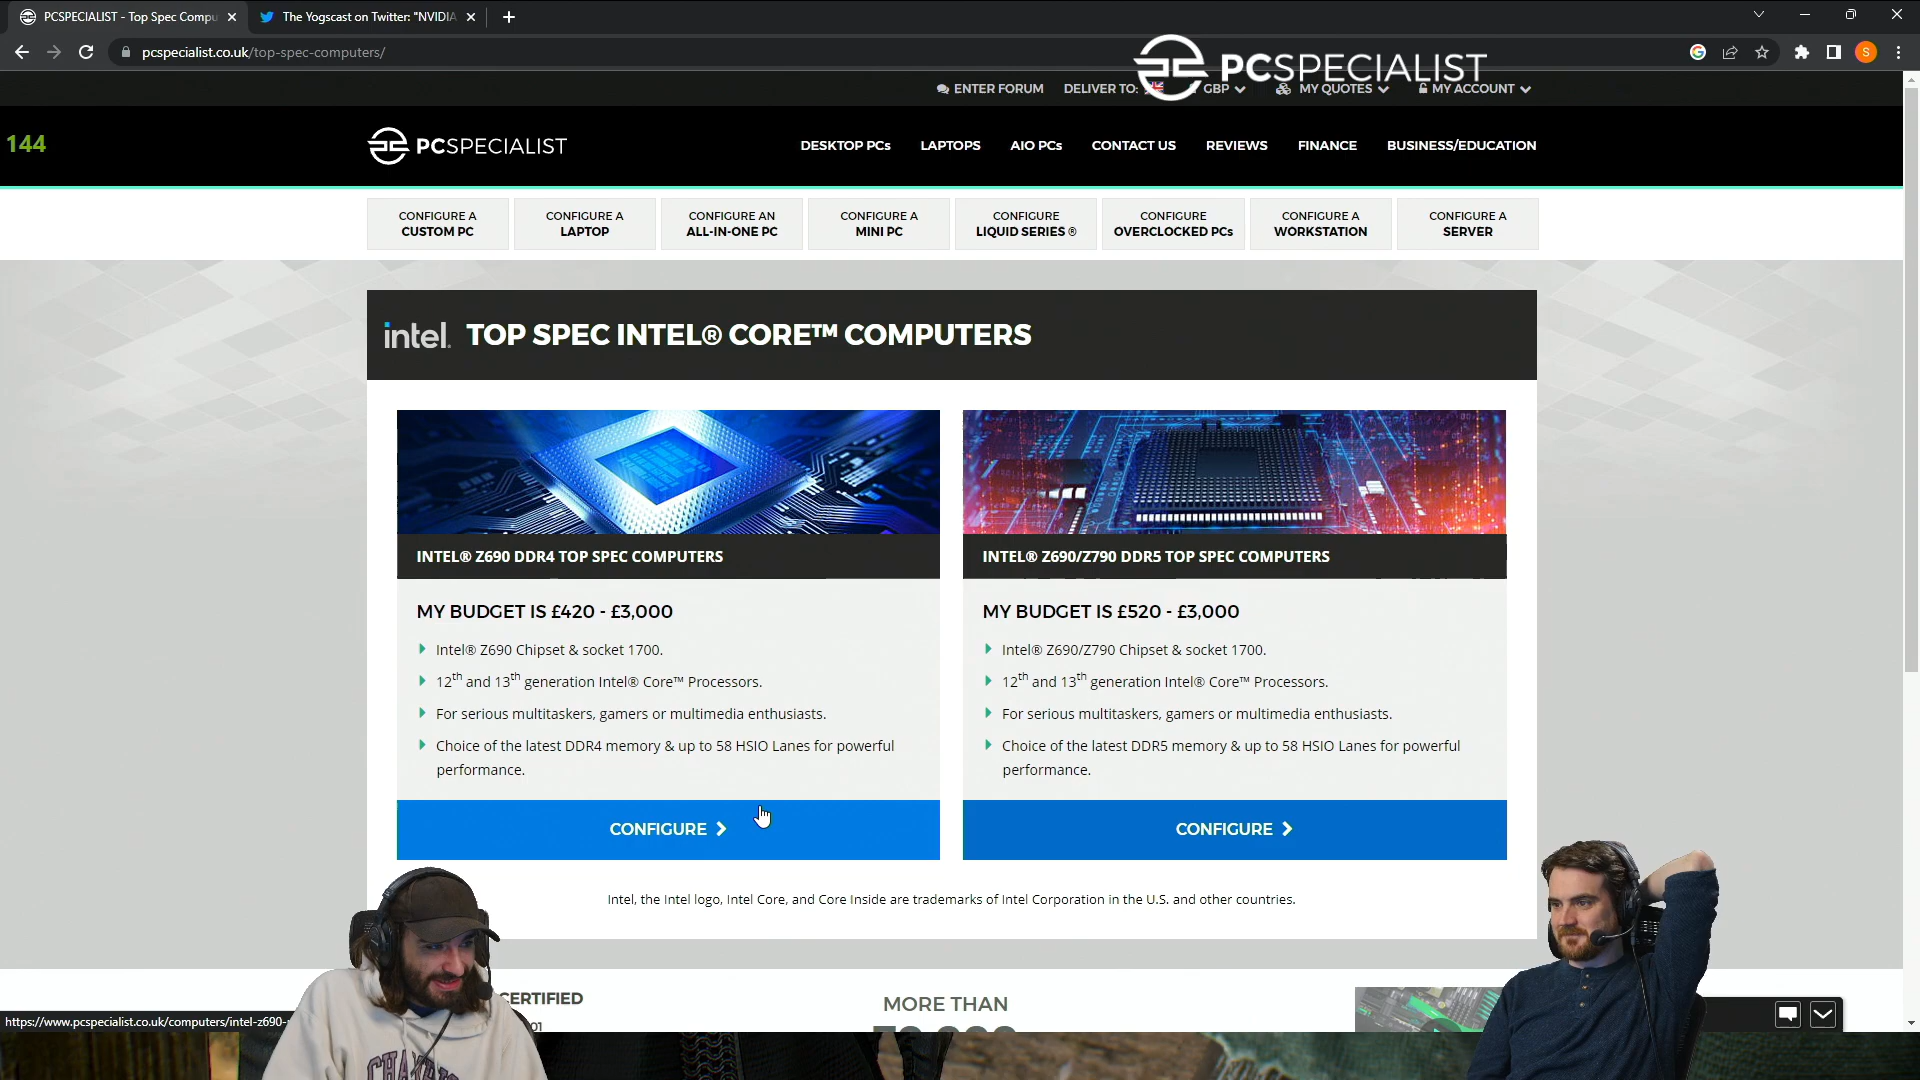 PCSPECIALIST - Top Spec Compu
The Yogscast on Twitter: "NVIDIA
pcspecialist.co.uk/top-spec-computers/
S
PCSPECIALIST
ENTER FORUM
DELIVER TO:
GBP
MY QUOTES
MY ACCOUNT
144
PCSPECIALIST
DESKTOP PCs
LAPTOPS
AIO PCs
CONTACT US
REVIEWS
FINANCE
BUSINESS/EDUCATION
CONFIGURE A
CUSTOM PC
CONFIGURE A
LAPTOP
CONFIGURE AN
ALL-IN-ONE PC
CONFIGURE A
MINI PC
CONFIGURE
LIQUID SERIES ®
CONFIGURE
OVERCLOCKED PCs
CONFIGURE A
WORKSTATION
CONFIGURE A
SERVER
intel. TOP SPEC INTEL® CORE™ COMPUTERS
INTEL® Z690 DDR4 TOP SPEC COMPUTERS
MY BUDGET IS £420 - £3,000
Intel® Z690 Chipset & socket 1700.
12th and 13th generation Intel® Core™ Processors.
For serious multitaskers, gamers or multimedia enthusiasts.
Choice of the latest DDR4 memory & up to 58 HSIO Lanes for powerful
performance.
CONFIGURE
INTEL® Z690/Z790 DDR5 TOP SPEC COMPUTERS
MY BUDGET IS £520 - £3,000
Intel® Z690/Z790 Chipset & socket 1700.
12th and 13th generation Intel® Core™ Processors.
For serious multitaskers, gamers or multimedia enthusiasts.
Choice of the latest DDR5 memory & up to 58 HSIO Lanes for powerful
performance.
CONFIGURE
Intel, the Intel logo, Intel Core, and Core Inside are trademarks of Intel Corporation in the U.S. and other countries.
CERTIFIED
01
MORE THAN
https://www.pcspecialist.co.uk/computers/intel-z690-